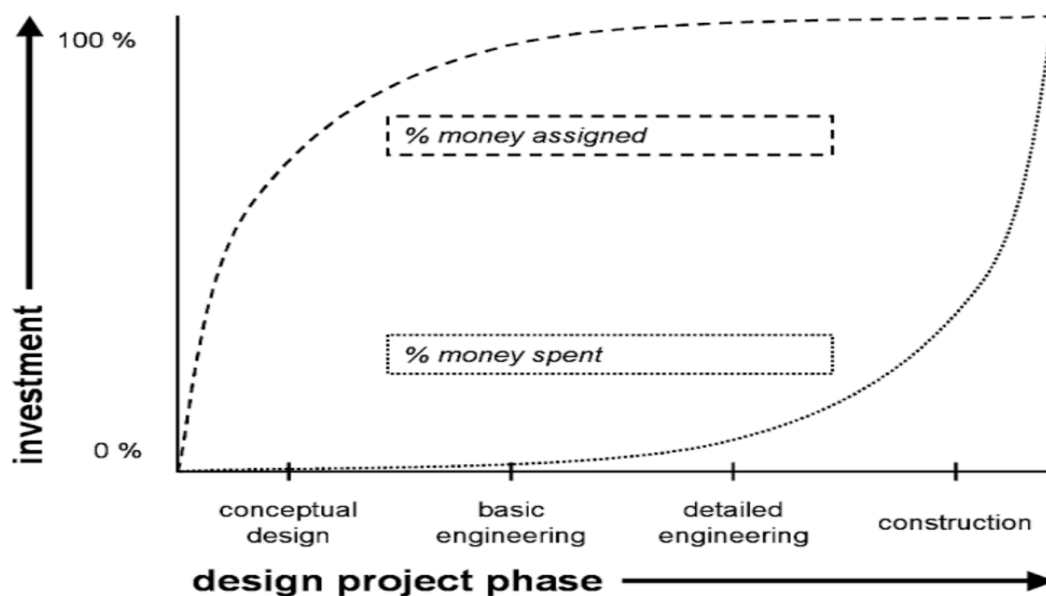 100 %
% money assigned
investment
% money spent
0 %
conceptual
design
basic
engineering
detailed
engineering
construction
design project phase